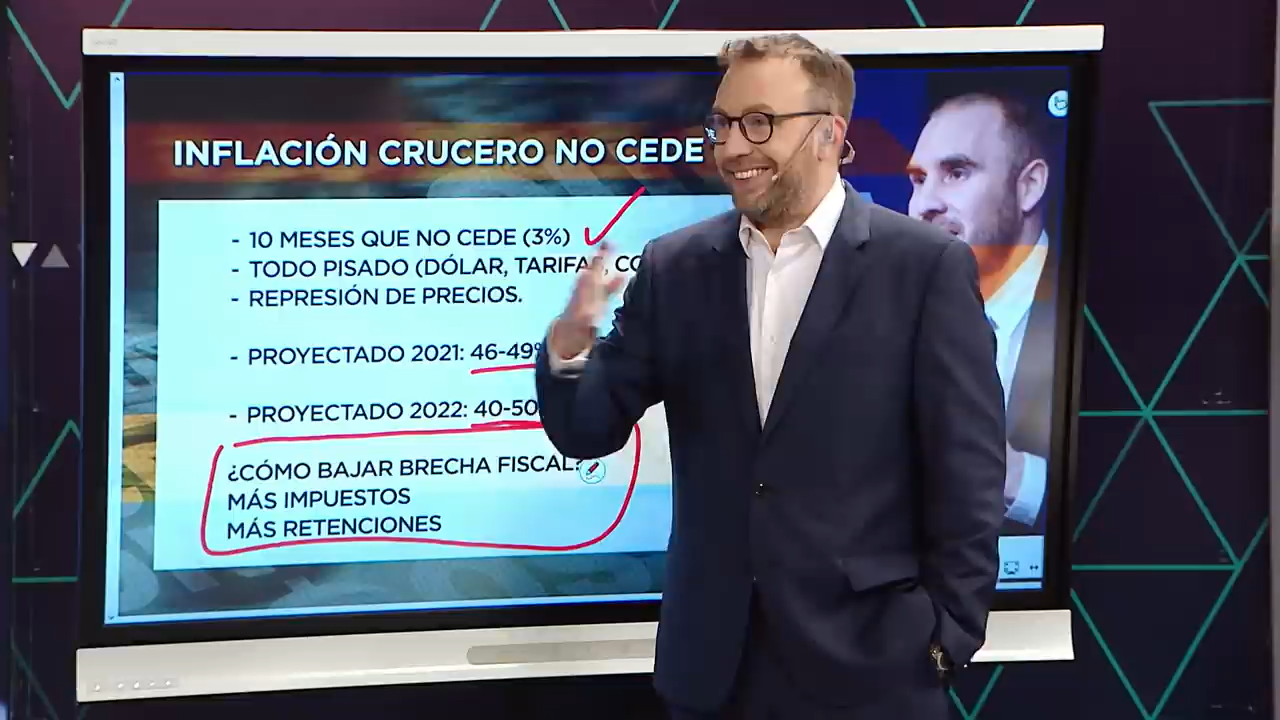 INFLACIÓN CRUCERO NO CEDE
- 10 MESES QUE NO CEDE (3%)
- TODO PISADO (DÓLAR, TARIFAS,
- REPRESIÓN DE PRECIOS.
- PROYECTADO 2021: 46-49%
- PROYECTADO 2022: 40-50
¿CÓMO BAJAR BRECHA FISCAL?
MÁS IMPUESTOS
MÁS RETENCIONES